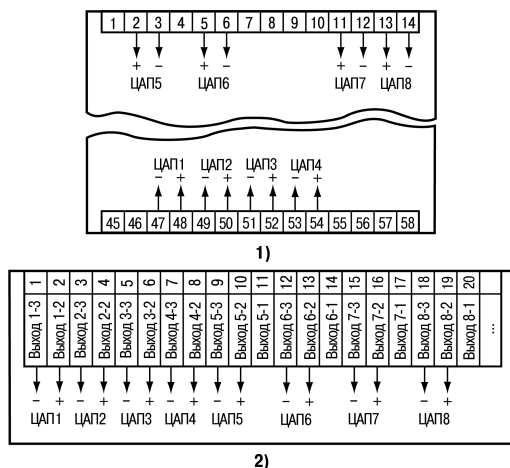 1 2 3 4 5 6 7 8 9 10 11 12 13 14
+ – + – + – + –
ЦАП5 ЦАП6 ЦАП7 ЦАП8
ЦАП1 ЦАП2 ЦАП3 ЦАП4
– + – + – + – +
45 46 47 48 49 50 51 52 53 54 55 56 57 58
1)
1 2 3 4 5 6 7 8 9 10 11 12 13 14 15 16 17 18 19 20
Выход 1-3
Выход 1-2
Выход 2-3
Выход 2-2
Выход 3-3
Выход 3-2
Выход 4-3
Выход 4-2
Выход 5-3
Выход 5-2
Выход 5-1
Выход 6-3
Выход 6-2
Выход 6-1
Выход 7-3
Выход 7-2
Выход 7-1
Выход 8-3
Выход 8-2
Выход 8-1
...
– + – + – + – + – + – + – + – +
ЦАП1 ЦАП2 ЦАП3 ЦАП4 ЦАП5 ЦАП6 ЦАП7 ЦАП8
2)